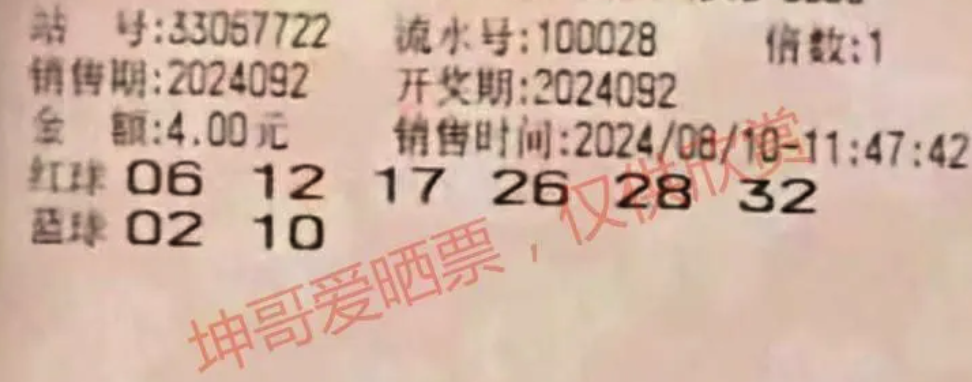 站 号:33067722 流水号:100028 倍数:1
销售期:2024092 开奖期:2024092
金 额:4.00元 销售时间:2024/08/10-11:47:42
红球 06 12 17 26 28 32
蓝球 02 10
坤哥爱晒票，仅供欣赏